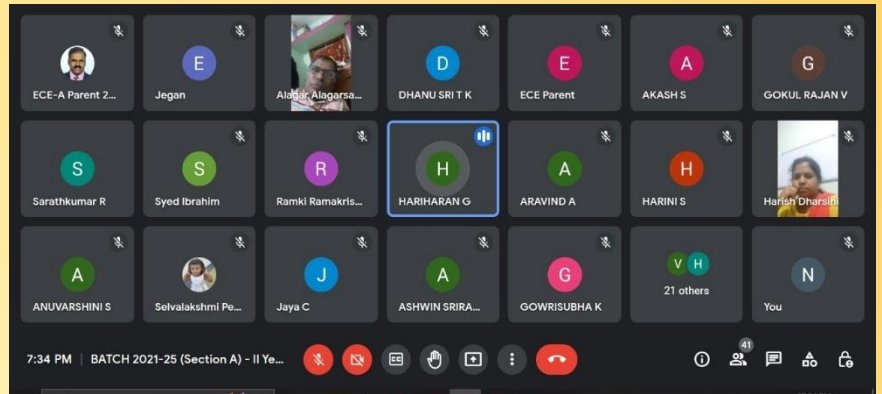 ECE-A Parent 2...
E
Jegan
Alagar Alagarsa...
D
DHANU SRI T K
E
ECE Parent
A
AKASH S
G
GOKUL RAJAN V
S
Sarathkumar R
S
Syed Ibrahim
R
Ramki Ramakris...
H
HARIHARAN G
A
ARAVIND A
H
HARINI S
Harish Dharsini
A
ANUVARSHINI S
Selvalakshmi Pe...
J
Jaya C
A
ASHWIN SRIRA...
G
GOWRISUBHA K
V H
21 others
N
You
7:34 PM | BATCH 2021-25 (Section A) - II Ye...
CC
41